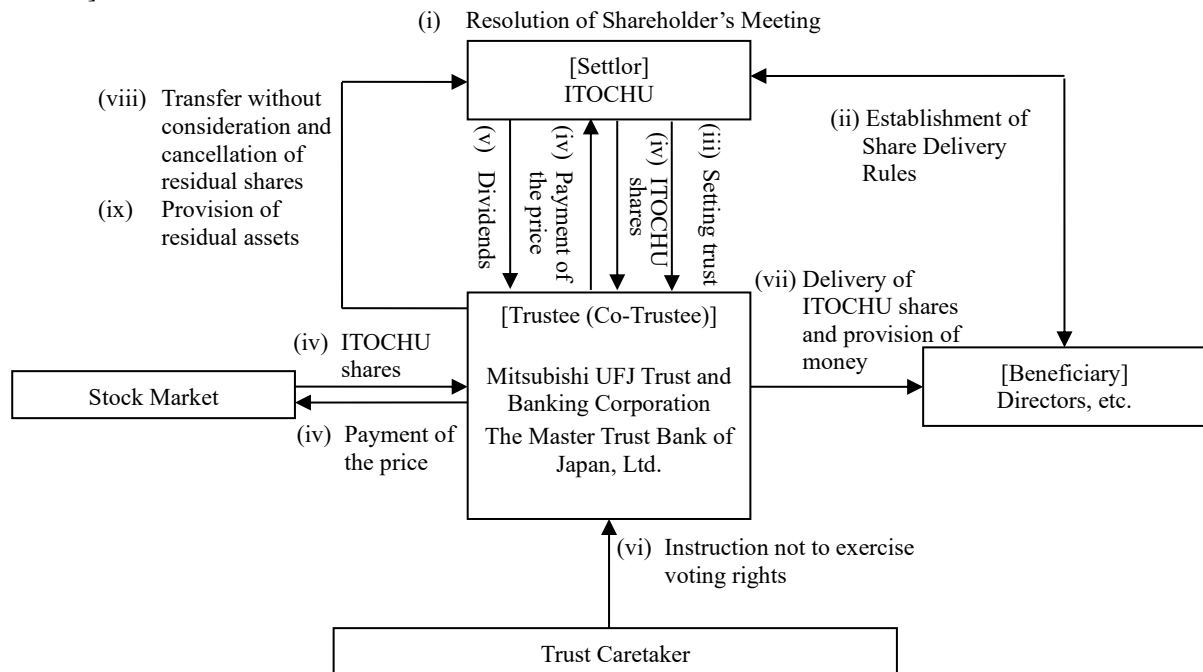 (i) Resolution of Shareholder’s Meeting
[Settlor]
ITOCHU
(viii) Transfer without
consideration and
cancellation of
residual shares
(ix) Provision of
residual assets
(v) Dividends
(iv) Payment of
the price
(iv) ITOCHU
shares
(iii) Setting trust
(ii) Establishment of
Share Delivery
Rules
[Trustee (Co-Trustee)]
Mitsubishi UFJ Trust and
Banking Corporation
The Master Trust Bank of
Japan, Ltd.
(vii) Delivery of
ITOCHU shares
and provision of
money
(iv) ITOCHU
shares
Stock Market
(iv) Payment of
the price
[Beneficiary]
Directors, etc.
(vi) Instruction not to exercise
voting rights
Trust Caretaker